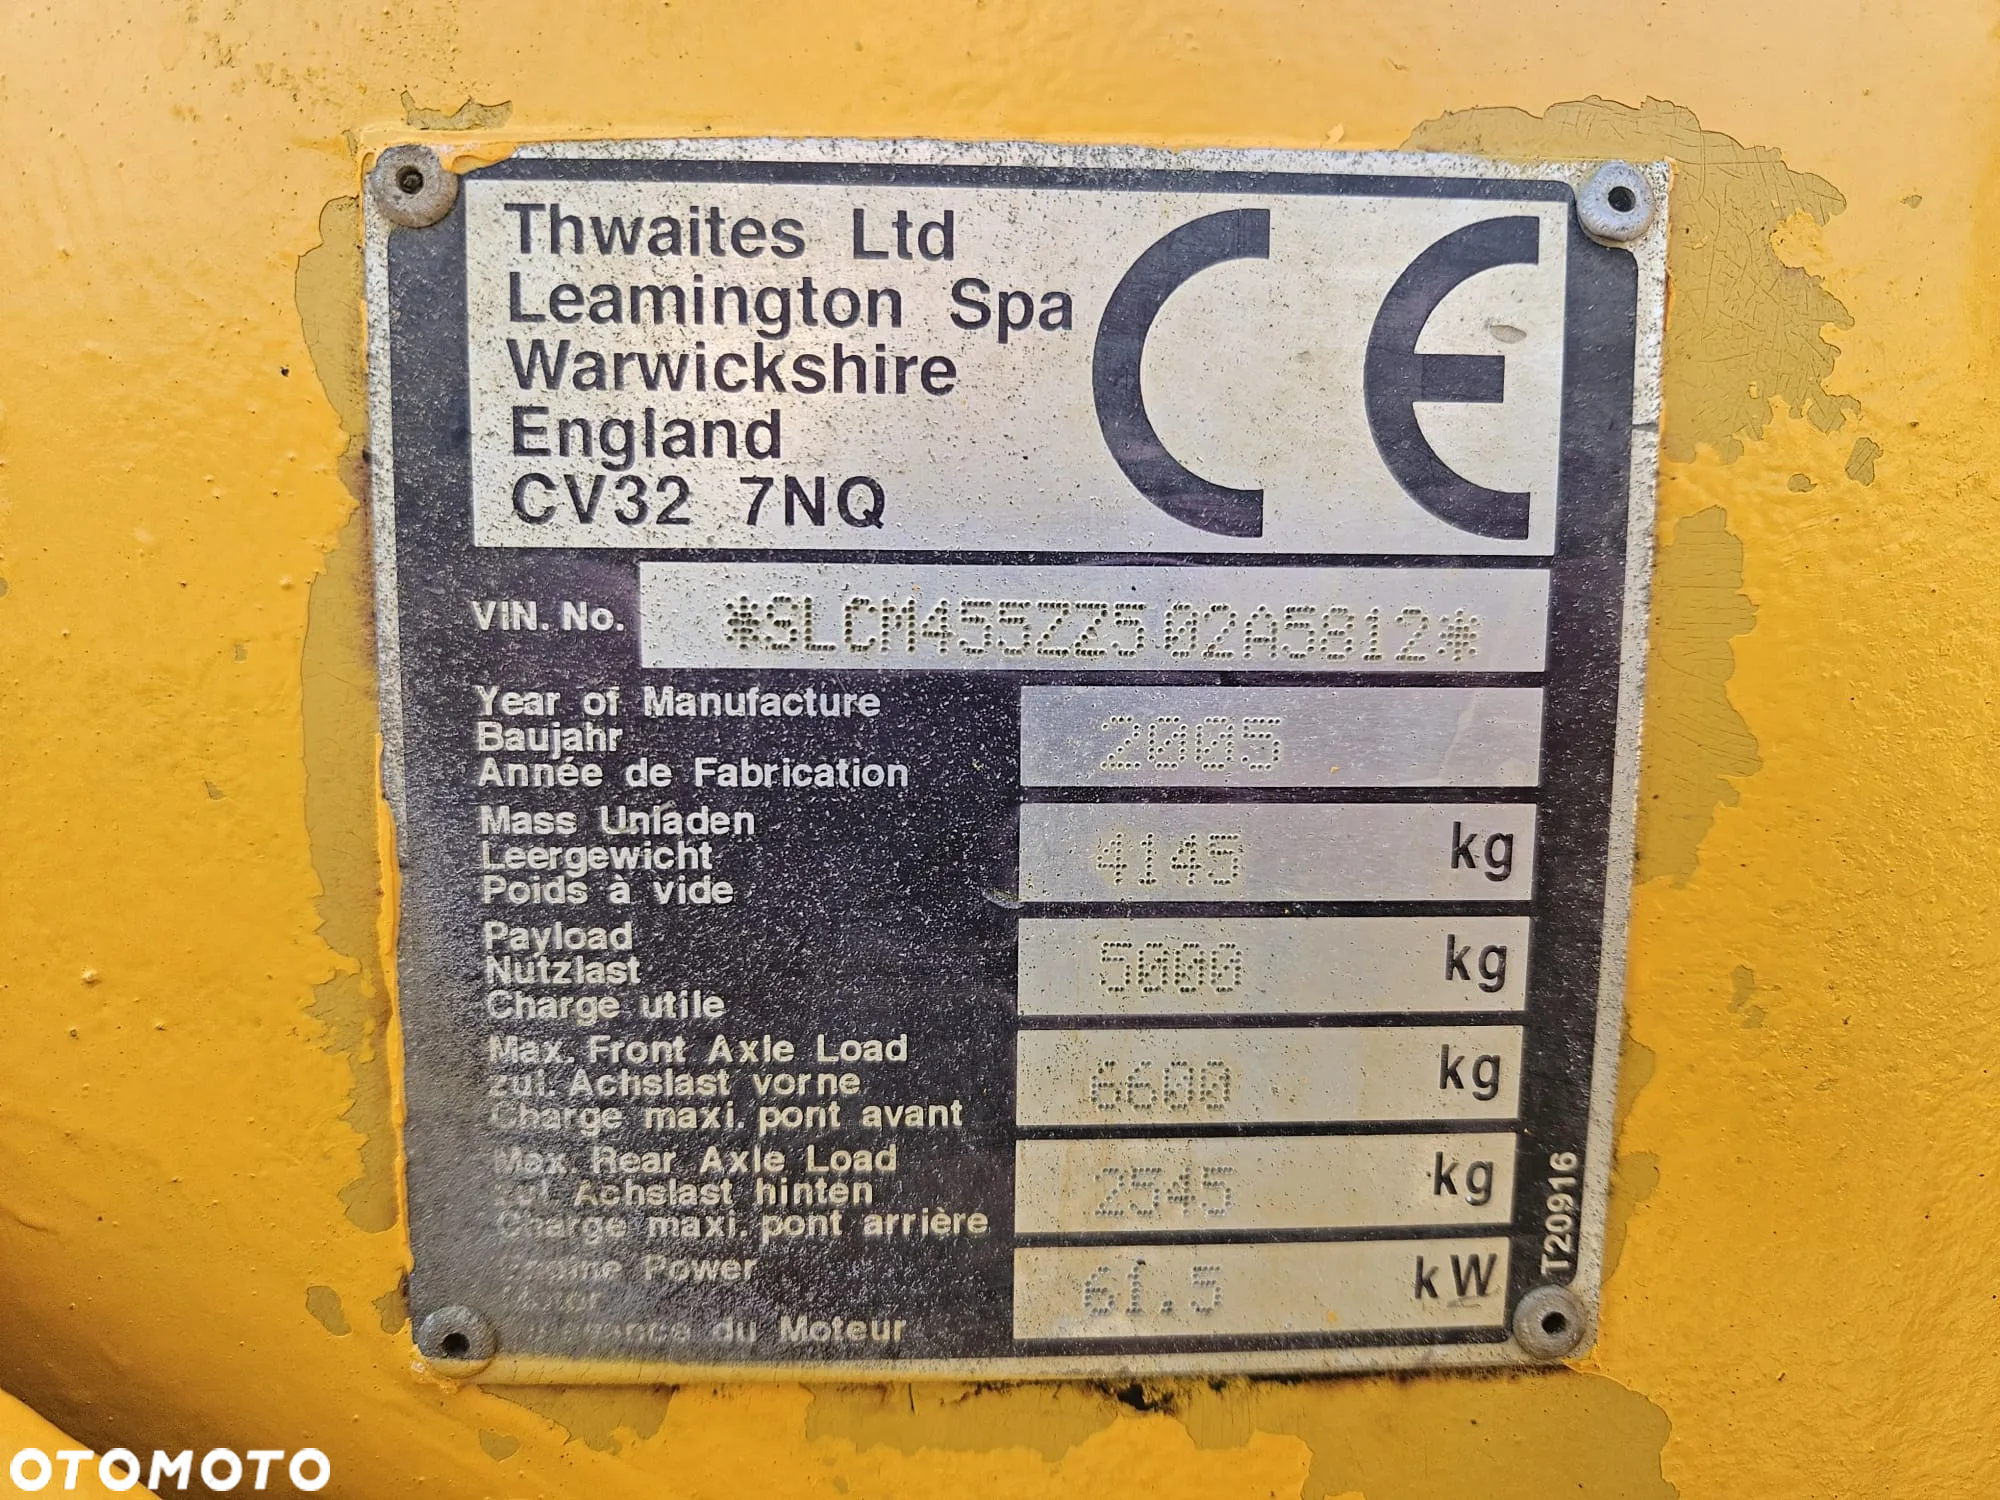 Thwaites Ltd
Leamington Spa
Warwickshire
England
CV32 7NQ
CE
VIN. No. *SLCM455ZZ502A5812*
Year of Manufacture
Baujahr
Année de Fabrication
2005
Mass Unladen
Leergewicht
Poids à vide
4145 kg
Payload
Nutzlast
Charge utile
5000 kg
Max. Front Axle Load
zul. Achslast vorne
Charge maxi. pont avant
6600 kg
Max. Rear Axle Load
zul. Achslast hinten
Charge maxi. pont arrière
2545 kg
Engine Power
Motor
du Moteur
61.5 kW
T20916
OTOMOTO